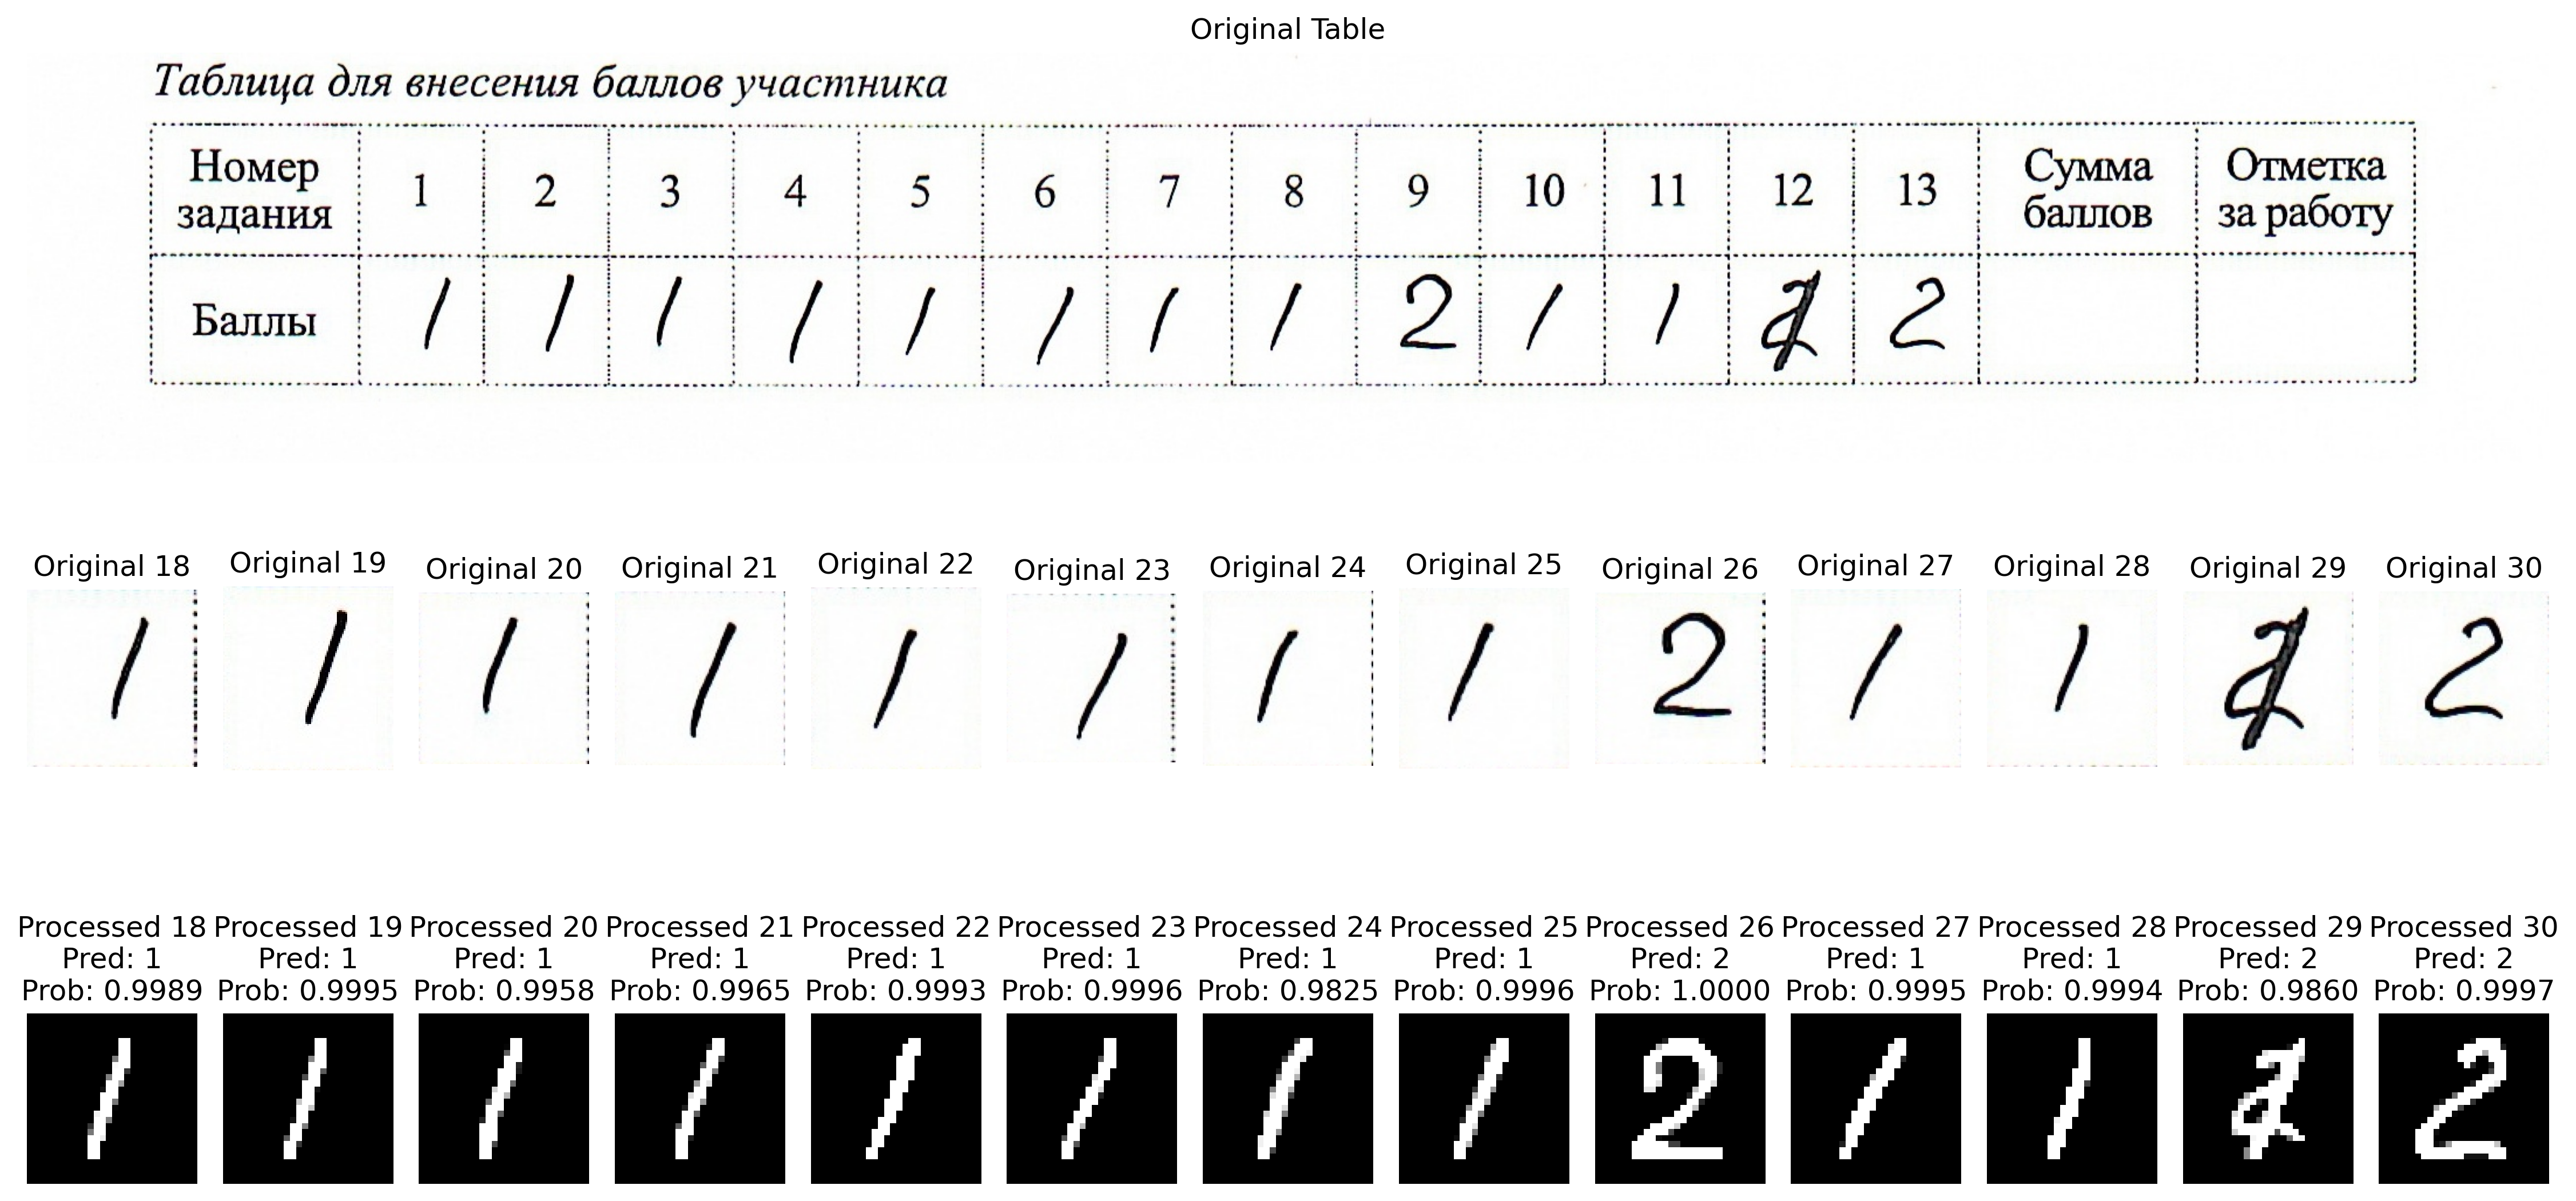 Original Table
Таблица для внесения баллов участника
Номер задания 1 2 3 4 5 6 7 8 9 10 11 12 13 Сумма баллов Отметка за работу
Баллы 1 1 1 1 1 1 1 1 2 1 1 2
Original 18 Original 19 Original 20 Original 21 Original 22 Original 23 Original 24 Original 25 Original 26 Original 27 Original 28 Original 29 Original 30
1 1 1 1 1 1 1 1 2 1 1 2
Processed 18 Processed 19 Processed 20 Processed 21 Processed 22 Processed 23 Processed 24 Processed 25 Processed 26 Processed 27 Processed 28 Processed 29 Processed 30
Pred: 1 Pred: 1 Pred: 1 Pred: 1 Pred: 1 Pred: 1 Pred: 1 Pred: 1 Pred: 2 Pred: 1 Pred: 1 Pred: 2 Pred: 2
Prob: 0.9989 Prob: 0.9995 Prob: 0.9958 Prob: 0.9965 Prob: 0.9993 Prob: 0.9996 Prob: 0.9825 Prob: 0.9996 Prob: 1.0000 Prob: 0.9995 Prob: 0.9994 Prob: 0.9860 Prob: 0.9997
1 1 1 1 1 1 1 1 2 1 1 2